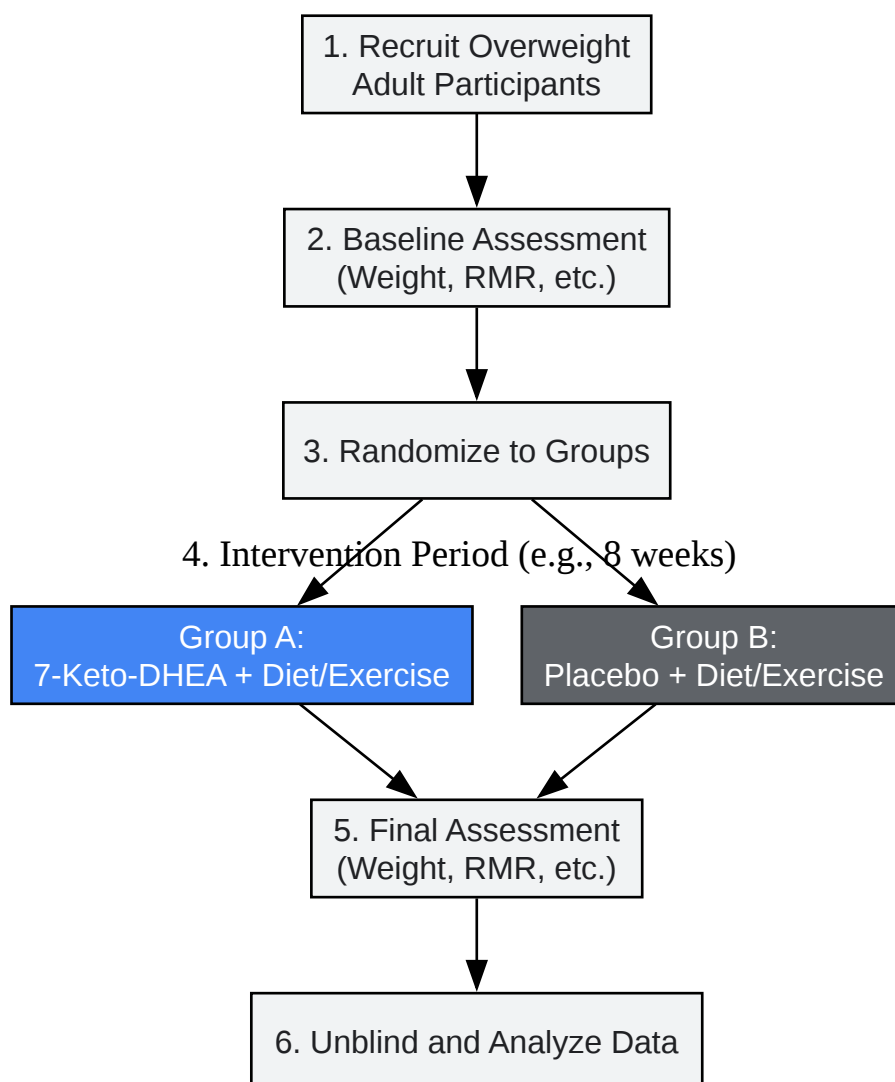 1. Recruit Overweight
Adult Participants
2. Baseline Assessment
(Weight, RMR, etc.)
3. Randomize to Groups
4. Intervention Period (e.g., 8 weeks)
Group A:
7-Keto-DHEA + Diet/Exercise
Group B:
Placebo + Diet/Exercise
5. Final Assessment
(Weight, RMR, etc.)
6. Unblind and Analyze Data